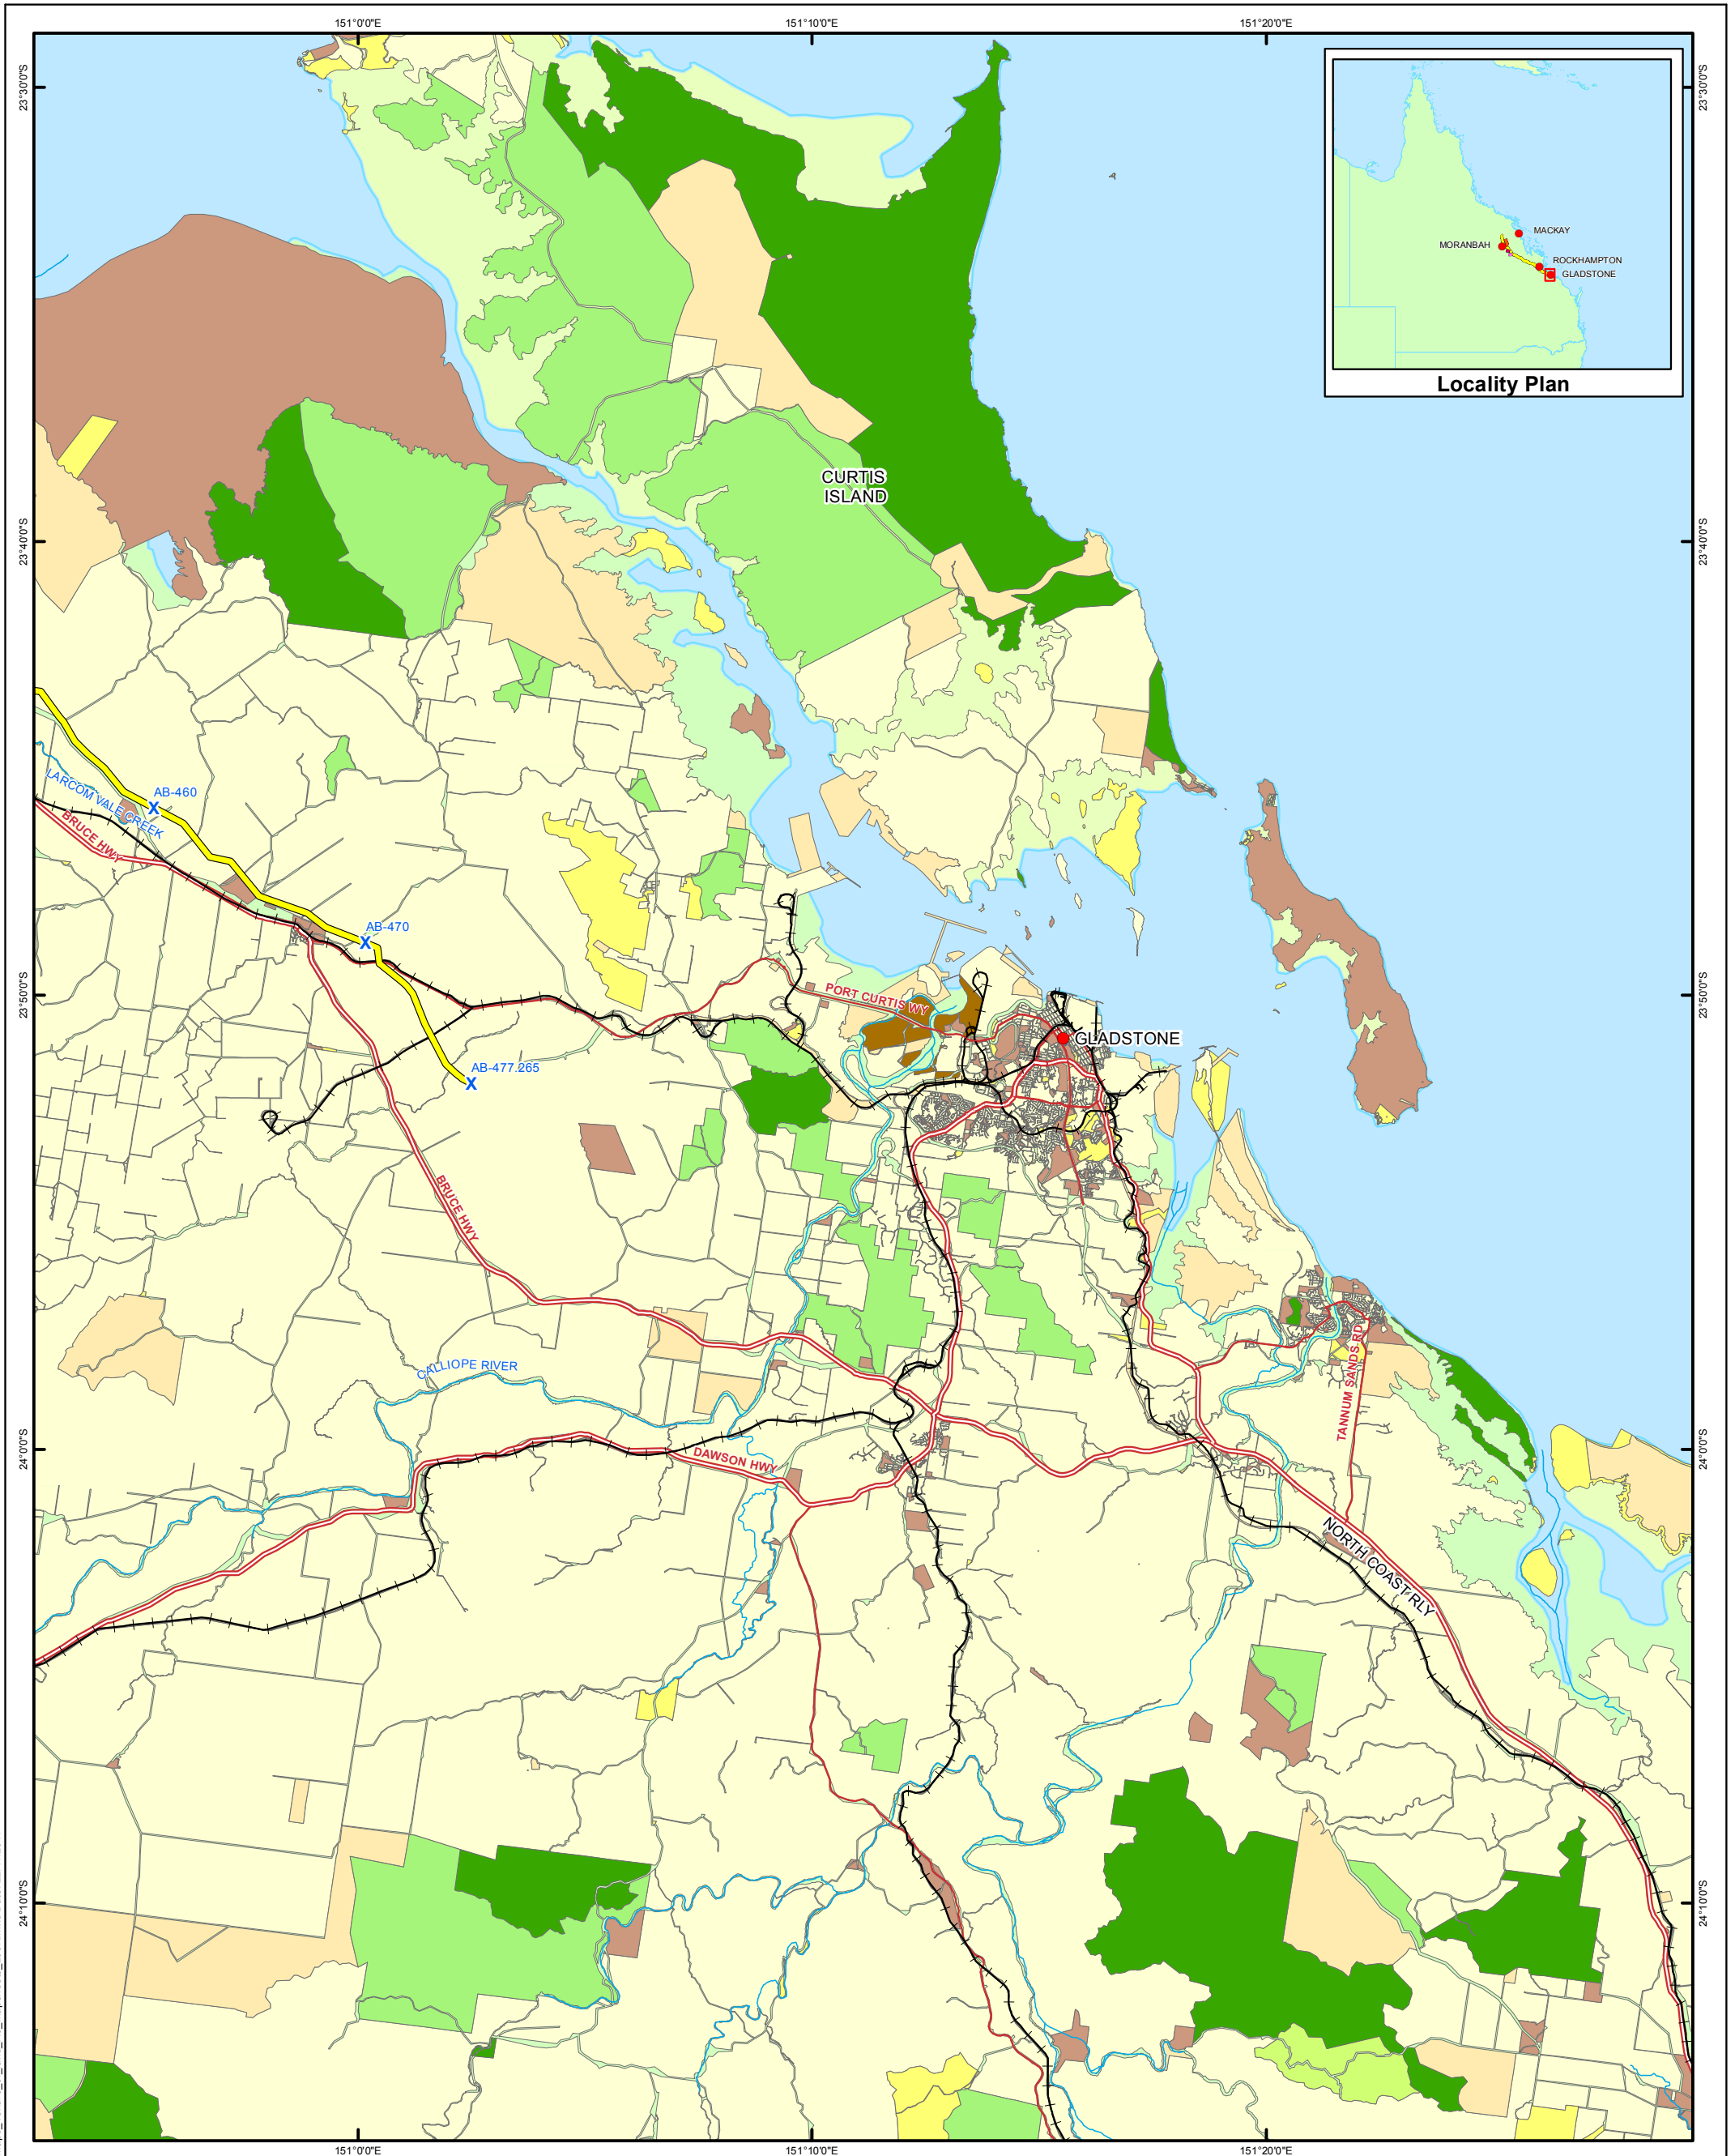 151°0'0"E
151°10'0"E
151°20'0"E
23°30'0"S
23°30'0"S
MACKAY
MORANBAH
ROCKHAMPTON
GLADSTONE
Locality Plan
CURTIS
ISLAND
23°40'0"S
23°40'0"S
AB-460
LARCOM VALE CREEK
BRUCE HWY
AB-470
23°50'0"S
23°50'0"S
PORT CURTIS WY
GLADSTONE
AB-477.265
BRUCE HWY
CALLIOPE RIVER
TANNUM SANDS RD
24°0'0"S
24°0'0"S
DAWSON HWY
NORTH COAST RLY
24°10'0"S
24°10'0"S
151°0'0"E
151°10'0"E
151°20'0"E